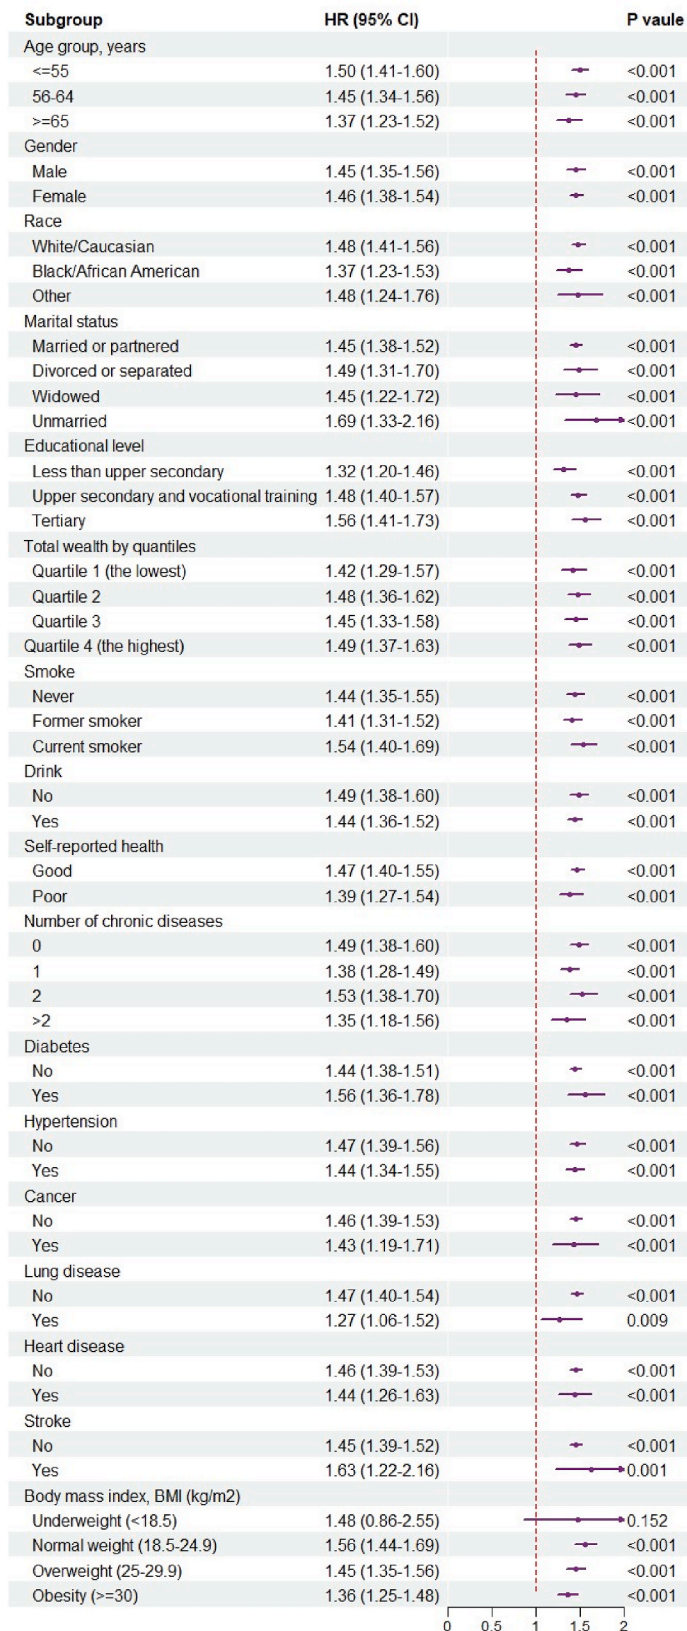 Subgroup HR (95% CI) P vaule
Age group, years
<=55 1.50 (1.41-1.60) <0.001
56-64 1.45 (1.34-1.56) <0.001
>=65 1.37 (1.23-1.52) <0.001
Gender
Male 1.45 (1.35-1.56) <0.001
Female 1.46 (1.38-1.54) <0.001
Race
White/Caucasian 1.48 (1.41-1.56) <0.001
Black/African American 1.37 (1.23-1.53) <0.001
Other 1.48 (1.24-1.76) <0.001
Marital status
Married or partnered 1.45 (1.38-1.52) <0.001
Divorced or separated 1.49 (1.31-1.70) <0.001
Widowed 1.45 (1.22-1.72) <0.001
Unmarried 1.69 (1.33-2.16) <0.001
Educational level
Less than upper secondary 1.32 (1.20-1.46) <0.001
Upper secondary and vocational training 1.48 (1.40-1.57) <0.001
Tertiary 1.56 (1.41-1.73) <0.001
Total wealth by quantiles
Quartile 1 (the lowest) 1.42 (1.29-1.57) <0.001
Quartile 2 1.48 (1.36-1.62) <0.001
Quartile 3 1.45 (1.33-1.58) <0.001
Quartile 4 (the highest) 1.49 (1.37-1.63) <0.001
Smoke
Never 1.44 (1.35-1.55) <0.001
Former smoker 1.41 (1.31-1.52) <0.001
Current smoker 1.54 (1.40-1.69) <0.001
Drink
No 1.49 (1.38-1.60) <0.001
Yes 1.44 (1.36-1.52) <0.001
Self-reported health
Good 1.47 (1.40-1.55) <0.001
Poor 1.39 (1.27-1.54) <0.001
Number of chronic diseases
0 1.49 (1.38-1.60) <0.001
1 1.38 (1.28-1.49) <0.001
2 1.53 (1.38-1.70) <0.001
>2 1.35 (1.18-1.56) <0.001
Diabetes
No 1.44 (1.38-1.51) <0.001
Yes 1.56 (1.36-1.78) <0.001
Hypertension
No 1.47 (1.39-1.56) <0.001
Yes 1.44 (1.34-1.55) <0.001
Cancer
No 1.46 (1.39-1.53) <0.001
Yes 1.43 (1.19-1.71) <0.001
Lung disease
No 1.47 (1.40-1.54) <0.001
Yes 1.27 (1.06-1.52) 0.009
Heart disease
No 1.46 (1.39-1.53) <0.001
Yes 1.44 (1.26-1.63) <0.001
Stroke
No 1.45 (1.39-1.52) <0.001
Yes 1.63 (1.22-2.16) 0.001
Body mass index, BMI (kg/m2)
Underweight (<18.5) 1.48 (0.86-2.55) 0.152
Normal weight (18.5-24.9) 1.56 (1.44-1.69) <0.001
Overweight (25-29.9) 1.45 (1.35-1.56) <0.001
Obesity (>=30) 1.36 (1.25-1.48) <0.001
0 0.5 1 1.5 2